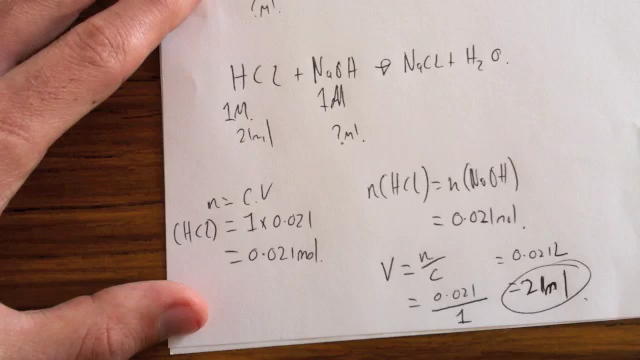 ?ml
HCl + NaOH → NaCl + H₂O.
1M. 1M
21ml ?ml.
n = C.V
(HCl) = 1 × 0.021
= 0.021mol.
n(HCl) = n(NaOH)
= 0.021mol.
V = n/C
= 0.021/1
= 0.021L
= 21ml.